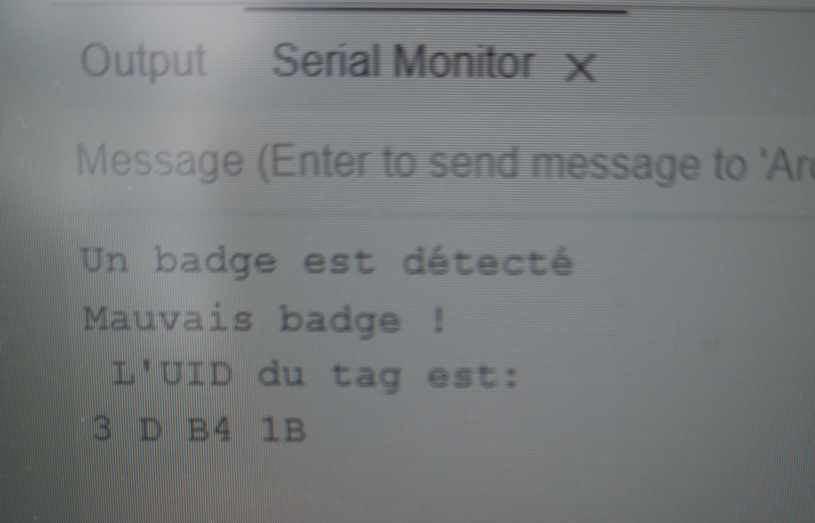 Output Serial Monitor X
Message (Enter to send message to 'Ard
Un badge est détecté
Mauvais badge !
L'UID du tag est:
3 D B4 1B